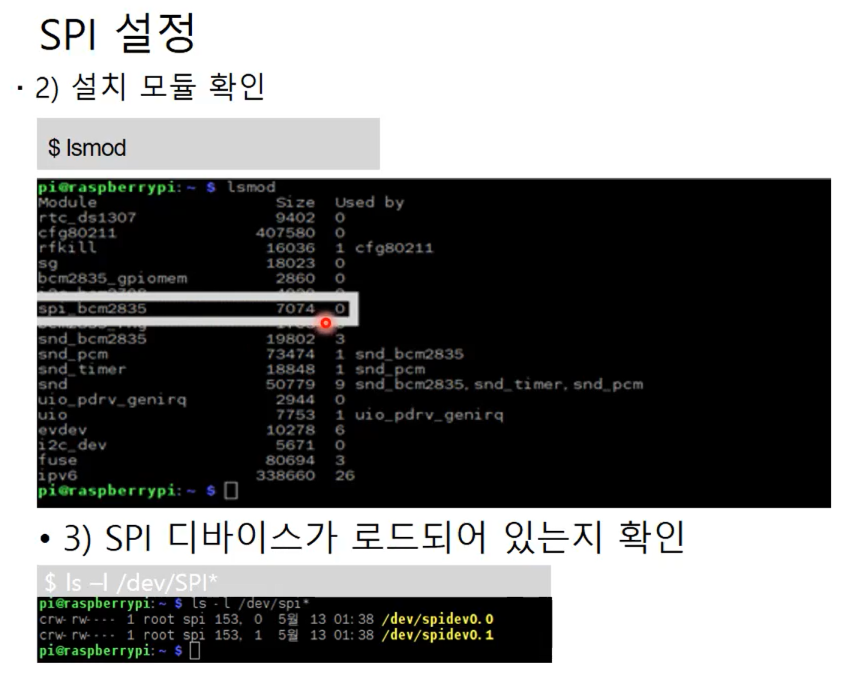 SPI 설정
· 2) 설치 모듈 확인
$ lsmod
pi@raspberrypi:~ $ lsmod
Module Size Used by
rtc_ds1307 9402 0
cfg80211 407580 0
rfkill 16036 1 cfg80211
sg 18023 0
bcm2835_gpiomem 2860 0
spi_bcm2835 7074 0
snd_bcm2835 19802 3
snd_pcm 73474 1 snd_bcm2835
snd_timer 18848 1 snd_pcm
snd 50779 9 snd_bcm2835,snd_timer,snd_pcm
uio_pdrv_genirq 2944 0
uio 7753 1 uio_pdrv_genirq
evdev 10278 6
i2c_dev 5671 0
fuse 80694 3
ipv6 338660 26
pi@raspberrypi:~ $
• 3) SPI 디바이스가 로드되어 있는지 확인
$ ls –l /dev/SPI*
pi@raspberrypi:~ $ ls -l /dev/spi*
crw-rw---- 1 root spi 153, 0 5월 13 01:38 /dev/spidev0.0
crw-rw---- 1 root spi 153, 1 5월 13 01:38 /dev/spidev0.1
pi@raspberrypi:~ $